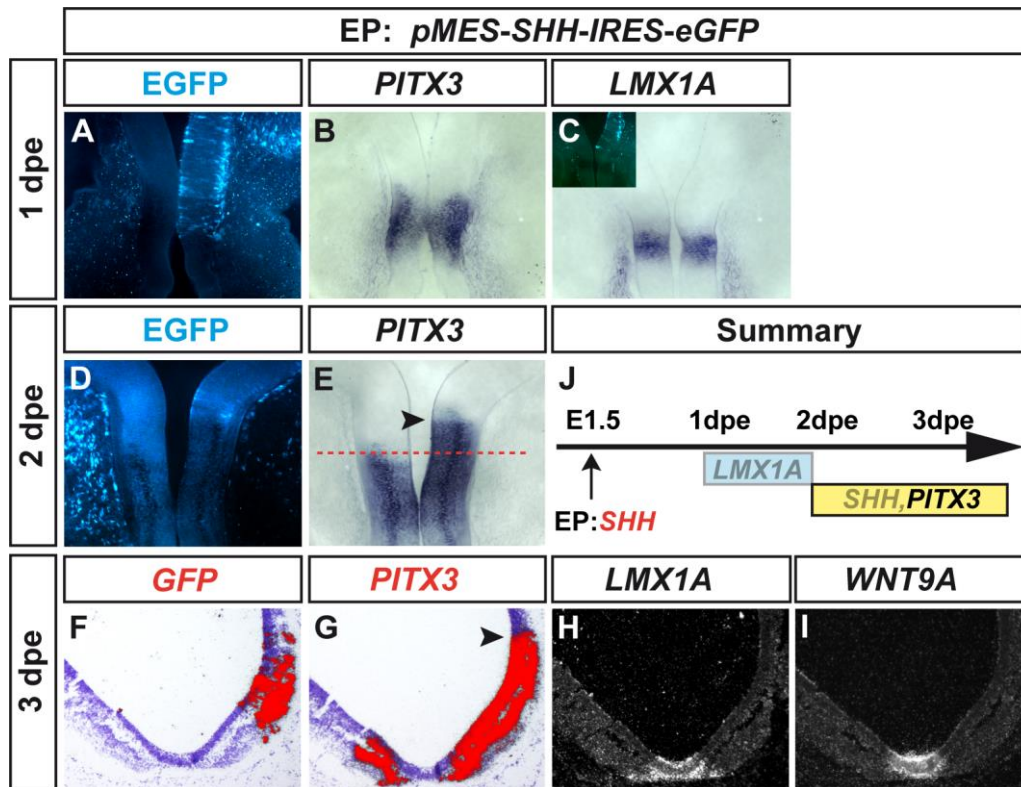 EP: pMES-SHH-IRES-eGFP
1 dpe
EGFP
PITX3
LMX1A
A
B
C
2 dpe
EGFP
PITX3
Summary
D
E
J
E1.5 1dpe 2dpe 3dpe
LMX1A
SHH,PITX3
EP:SHH
3 dpe
GFP
PITX3
LMX1A
WNT9A
F
G
H
I